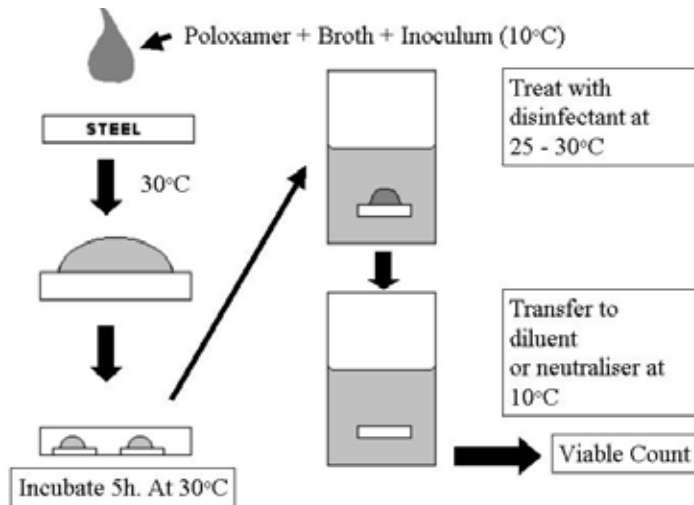 Poloxamer + Broth + Inoculum (10°C)
STEEL
30°C
Incubate 5h. At 30°C
Treat with
disinfectant at
25 - 30°C
Transfer to
diluent
or neutraliser at
10°C
Viable Count